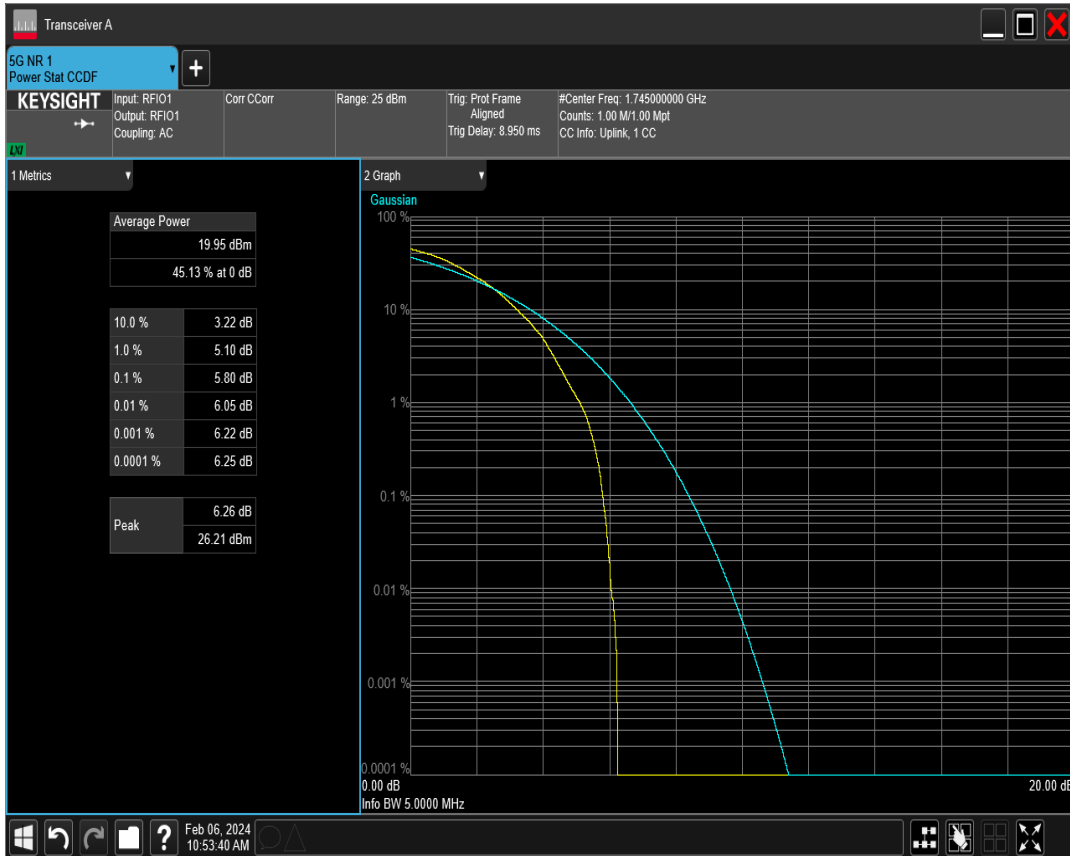 Transceiver A
5G NR 1
Power Stat CCDF
KEYSIGHT
LXI
Input: RFIO1
Output: RFIO1
Coupling: AC
Corr CCorr
Range: 25 dBm
Trig: Prot Frame
Aligned
Trig Delay: 8.950 ms
#Center Freq: 1.745000000 GHz
Counts: 1.00 M/1.00 Mpt
CC Info: Uplink, 1 CC
1 Metrics
Average Power
19.95 dBm
45.13 % at 0 dB
10.0 % 3.22 dB
1.0 % 5.10 dB
0.1 % 5.80 dB
0.01 % 6.05 dB
0.001 % 6.22 dB
0.0001 % 6.25 dB
Peak
6.26 dB
26.21 dBm
2 Graph
Gaussian
100 %
10 %
1 %
0.1 %
0.01 %
0.001 %
0.0001 %
0.00 dB
20.00 dB
Info BW 5.0000 MHz
?
Feb 06, 2024
10:53:40 AM